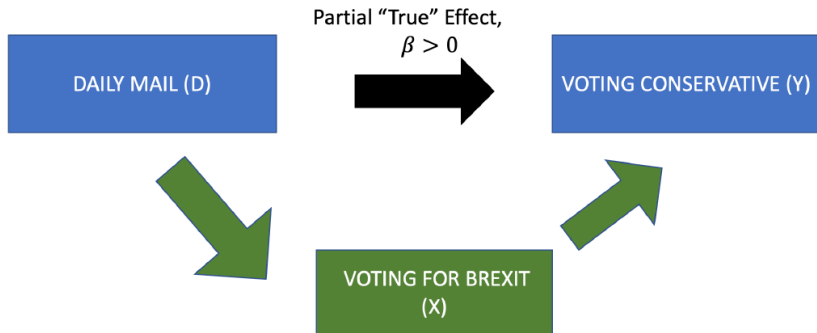 Partial “True” Effect,
β > 0
DAILY MAIL (D)
VOTING CONSERVATIVE (Y)
VOTING FOR BREXIT
(X)